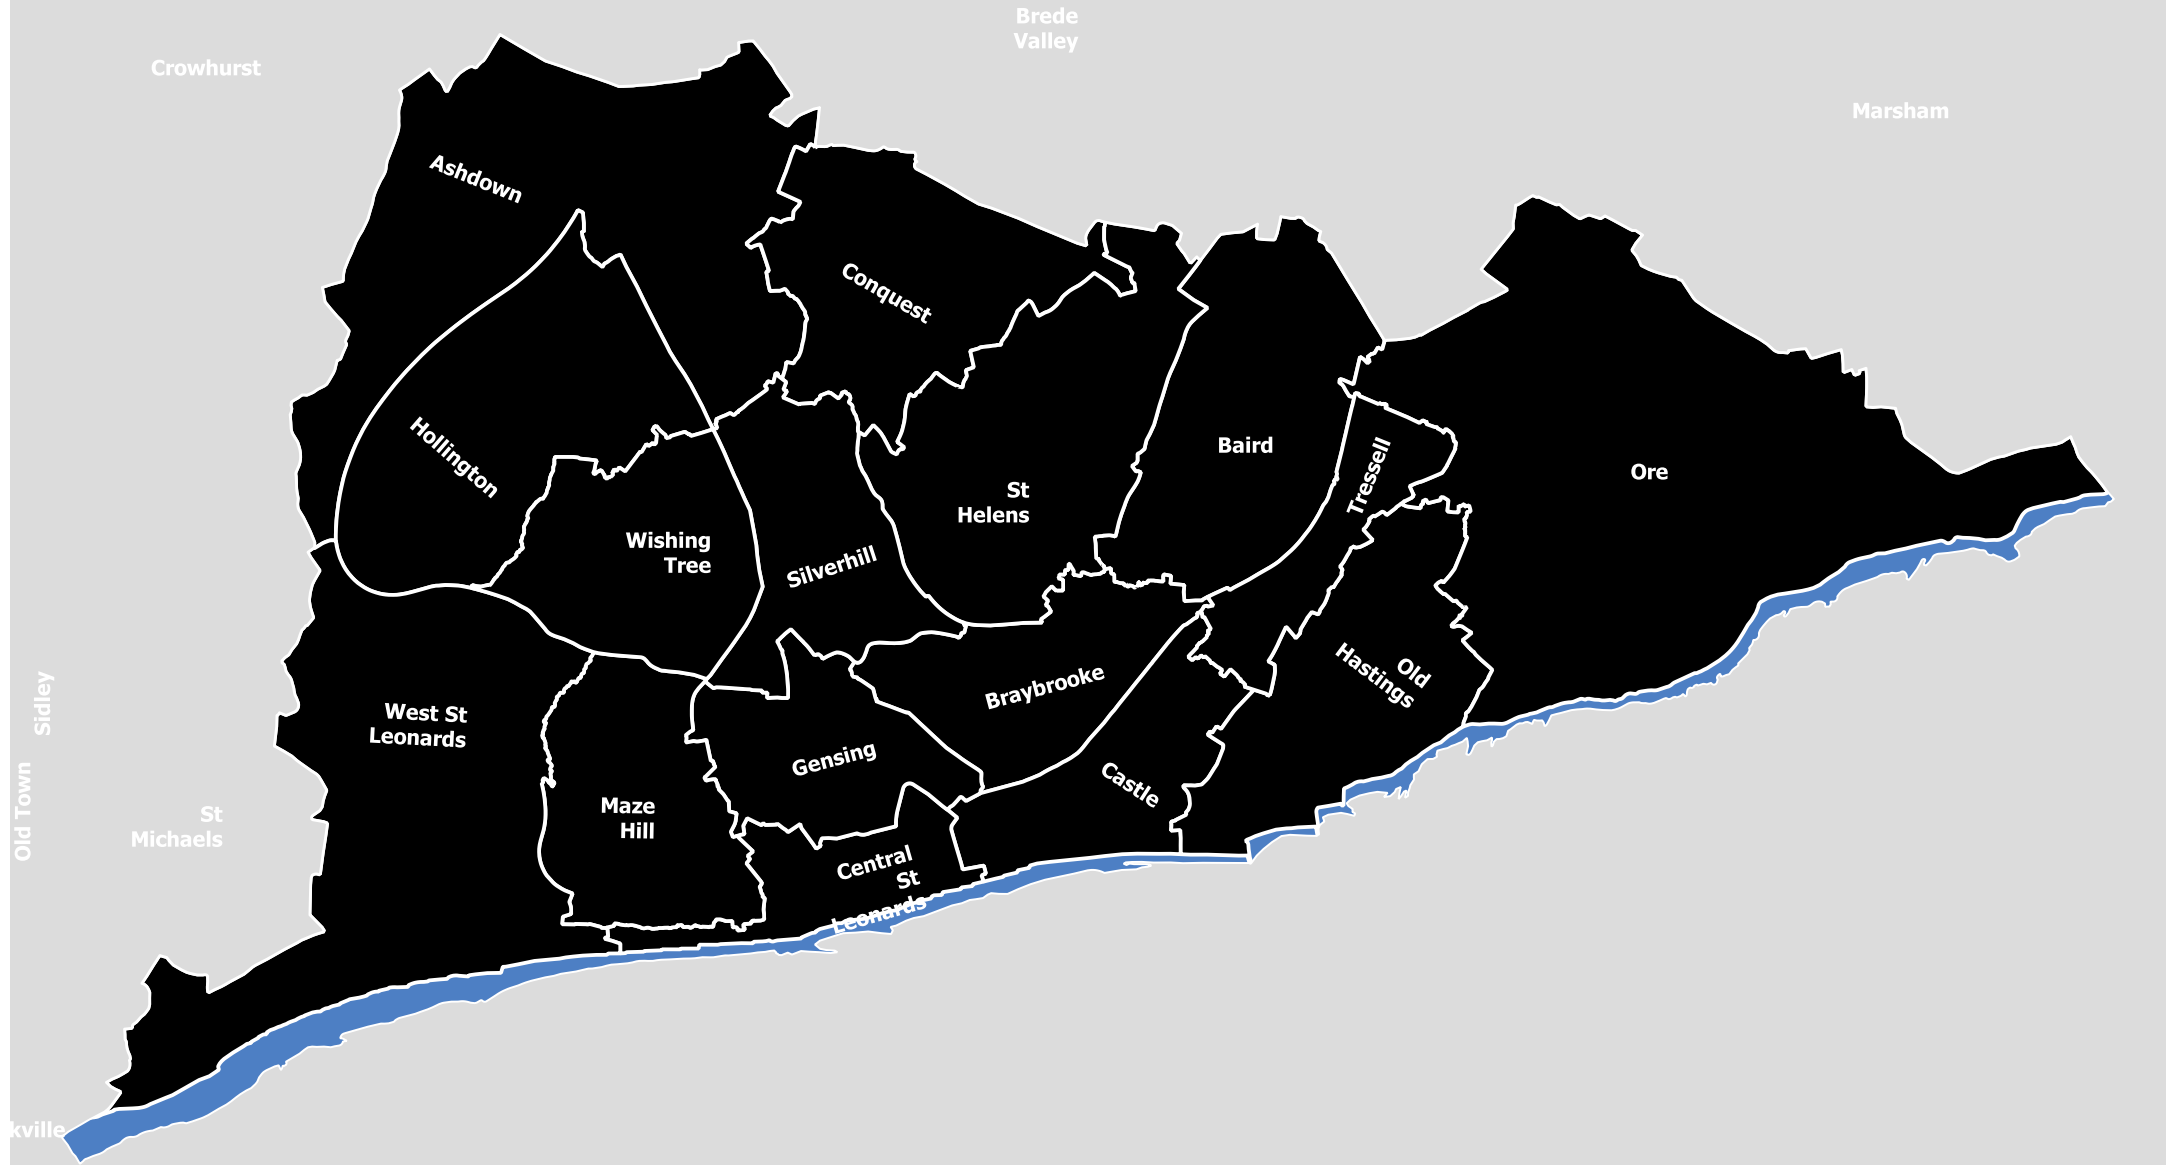 Brede
Valley
Crowhurst
Marsham
Ashdown
Conquest
Hollington
Baird
Tressell
Ore
St
Helens
Wishing
Tree
Silverhill
Old
Hastings
Braybrooke
Sidley
West St
Leonards
Gensing
Castle
Old Town
St
Michaels
Maze
Hill
Central
St
Leonards
kville